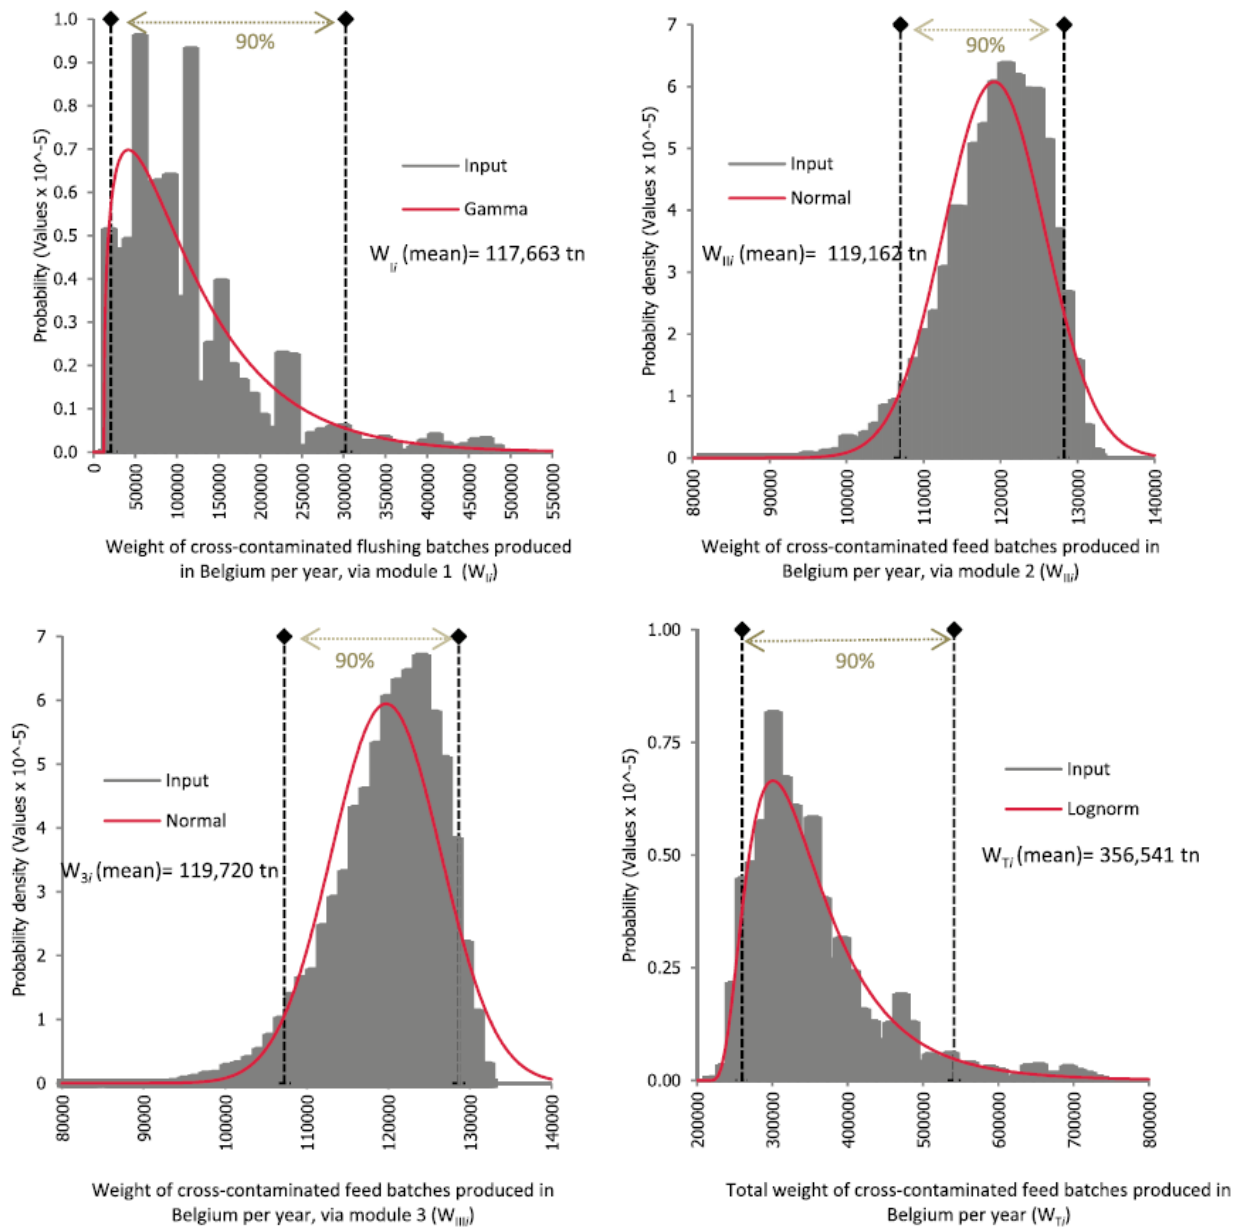 1.0
0.9
0.8
0.7
0.6
0.5
0.4
0.3
0.2
0.1
0.0
Probability (Values x 10^-5)
90%
Input
Gamma
W_Ii (mean)= 117,663 tn
0
50000
100000
150000
200000
250000
300000
350000
400000
450000
500000
550000
Weight of cross-contaminated flushing batches produced
in Belgium per year, via module 1 (W_Ii)
7
6
5
4
3
2
1
0
Probablity density (Values x 10^-5)
90%
Input
Normal
W_IIi (mean)= 119,162 tn
80000
90000
100000
110000
120000
130000
140000
Weight of cross-contaminated feed batches produced in
Belgium per year, via module 2 (W_IIi)
7
6
5
4
3
2
1
0
Probability density (Values x 10^-5)
90%
Input
Normal
W_3i (mean)= 119,720 tn
80000
90000
100000
110000
120000
130000
140000
Weight of cross-contaminated feed batches produced in
Belgium per year, via module 3 (W_IIIi)
1.00
0.75
0.50
0.25
0.00
Probability (Values x 10^-5)
90%
Input
Lognorm
W_Ti (mean)= 356,541 tn
200000
300000
400000
500000
600000
700000
800000
Total weight of cross-contaminated feed batches produced in
Belgium per year (W_Ti)